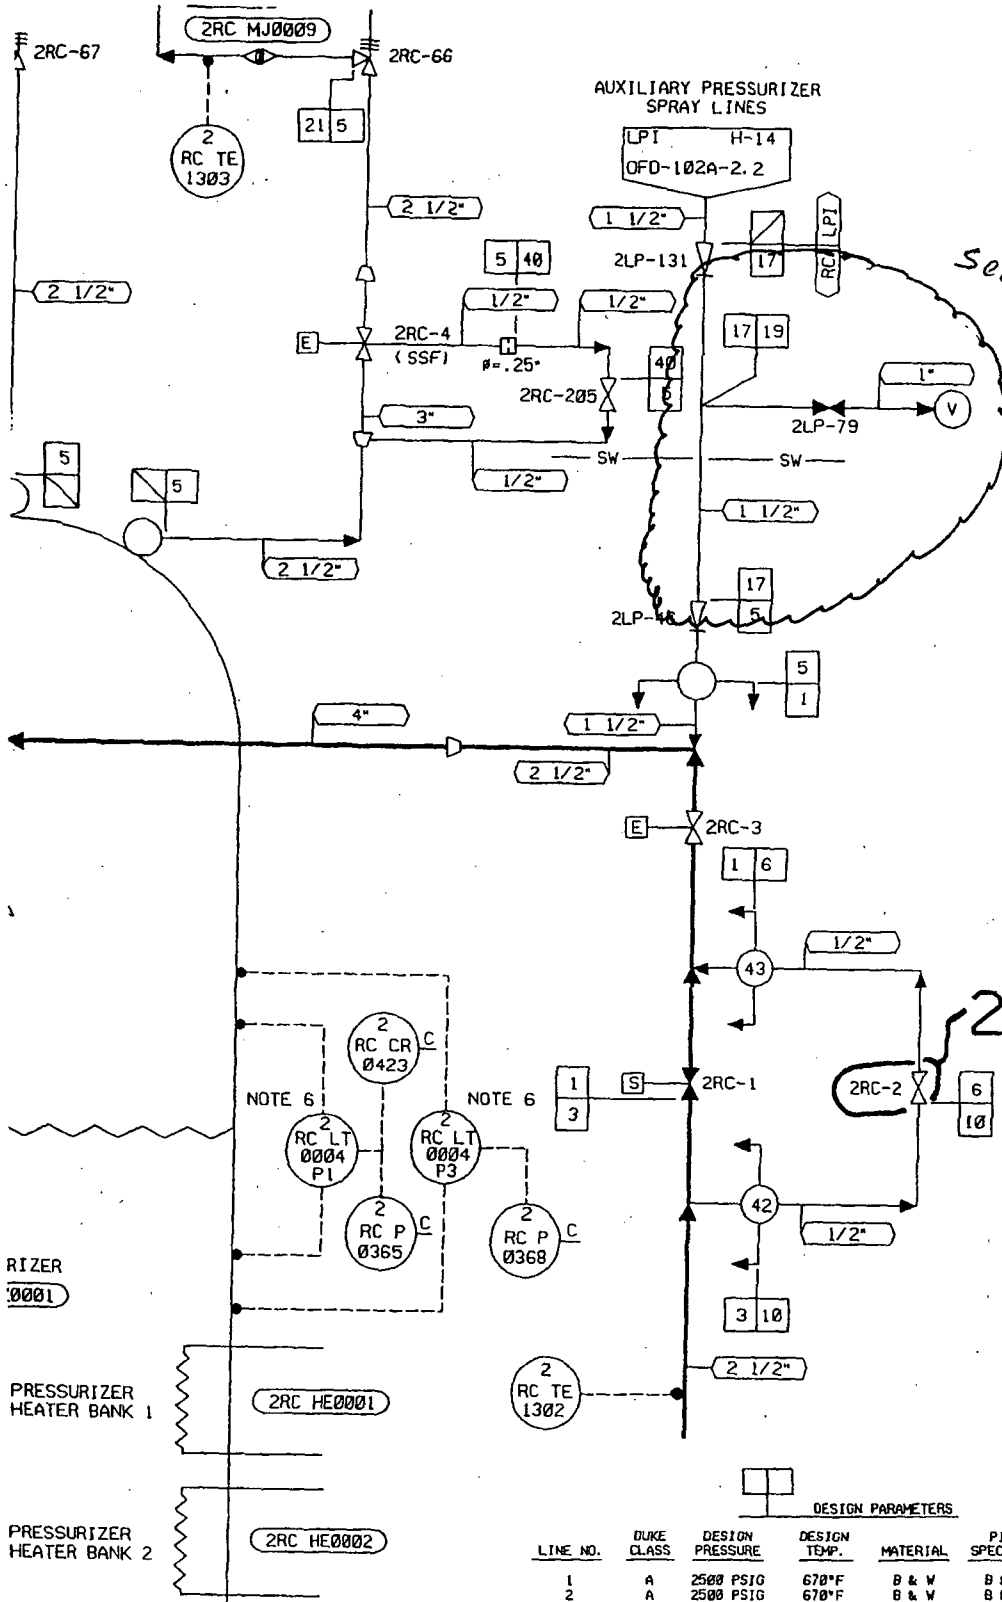 2RC MJ0009
2RC-67
2RC-66
21 5
2
RC TE
1303
AUXILIARY PRESSURIZER
SPRAY LINES
LPI H-14
OFD-102A-2.2
2 1/2"
1 1/2"
2LP-131
17
RC LPI
2 1/2"
5 40
1/2"
1/2"
E
2RC-4
(SSF)
ø=.25"
17 19
1"
V
40
5
2RC-205
2LP-79
3"
SW
SW
1/2"
5
5
1 1/2"
2 1/2"
17
5
2LP-46
5
1
4"
1 1/2"
2 1/2"
E
2RC-3
1 6
1/2"
43
2
RC CR
0423
C
2
NOTE 6
NOTE 6
1
3
S
2RC-1
2RC-2
6
10
2
RC LT
0004
P1
2
RC LT
0004
P3
2
RC P
0365
C
2
RC P
0368
C
42
1/2"
3 10
RIZER
0001
2 1/2"
2
RC TE
1302
PRESSURIZER
HEATER BANK 1
2RC HE0001
PRESSURIZER
HEATER BANK 2
2RC HE0002
DESIGN PARAMETERS
LINE NO. DUKE CLASS DESIGN PRESSURE DESIGN TEMP. MATERIAL
1 A 2500 PSIG 670°F B & W B
2 A 2500 PSIG 670°F B & W B